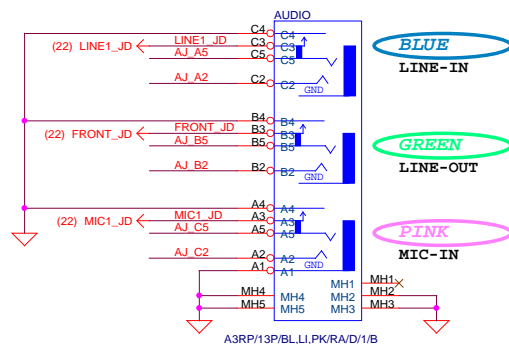 AUDIO
C4 C4
(22) LINE1_JD LINE1_JD C3 C3
AJ_A5 C5 C5
BLUE
LINE-IN
AJ_A2 C2 C2
GND
B4 B4
(22) FRONT_JD FRONT_JD B3 B3
AJ_B5 B5 B5
GREEN
LINE-OUT
AJ_B2 B2 B2
GND
A4 A4
(22) MIC1_JD MIC1_JD A3 A3
AJ_C5 A5 A5
PINK
MIC-IN
AJ_C2 A2 A2
GND
A1 A1
MH1 MH1
MH4 MH4 MH2 MH2
MH5 MH5 MH3 MH3
A3RP/13P/BL,LI,PK/RA/D/1/B